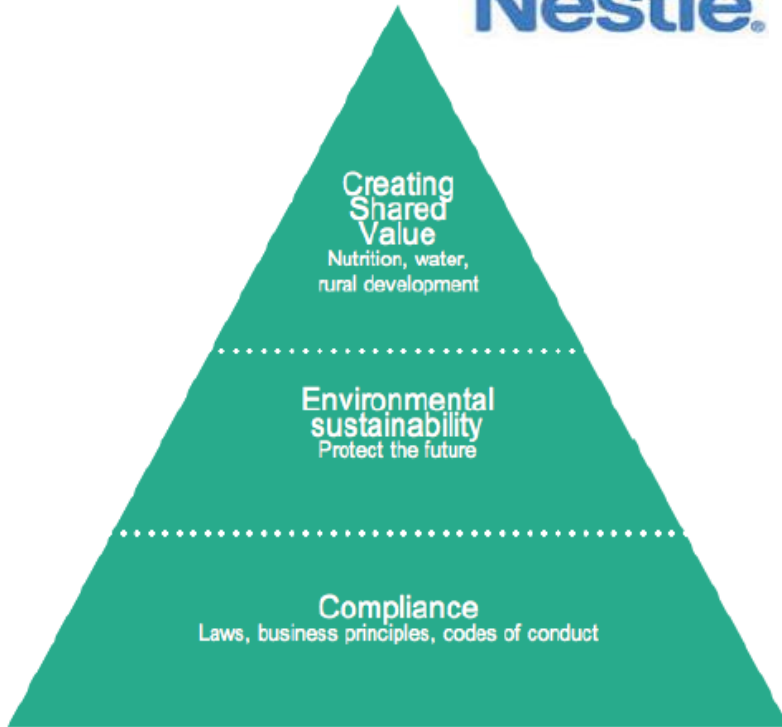 Nestlé®
Creating
Shared
Value
Nutrition, water,
rural development
Environmental
sustainability
Protect the future
Compliance
Laws, business principles, codes of conduct